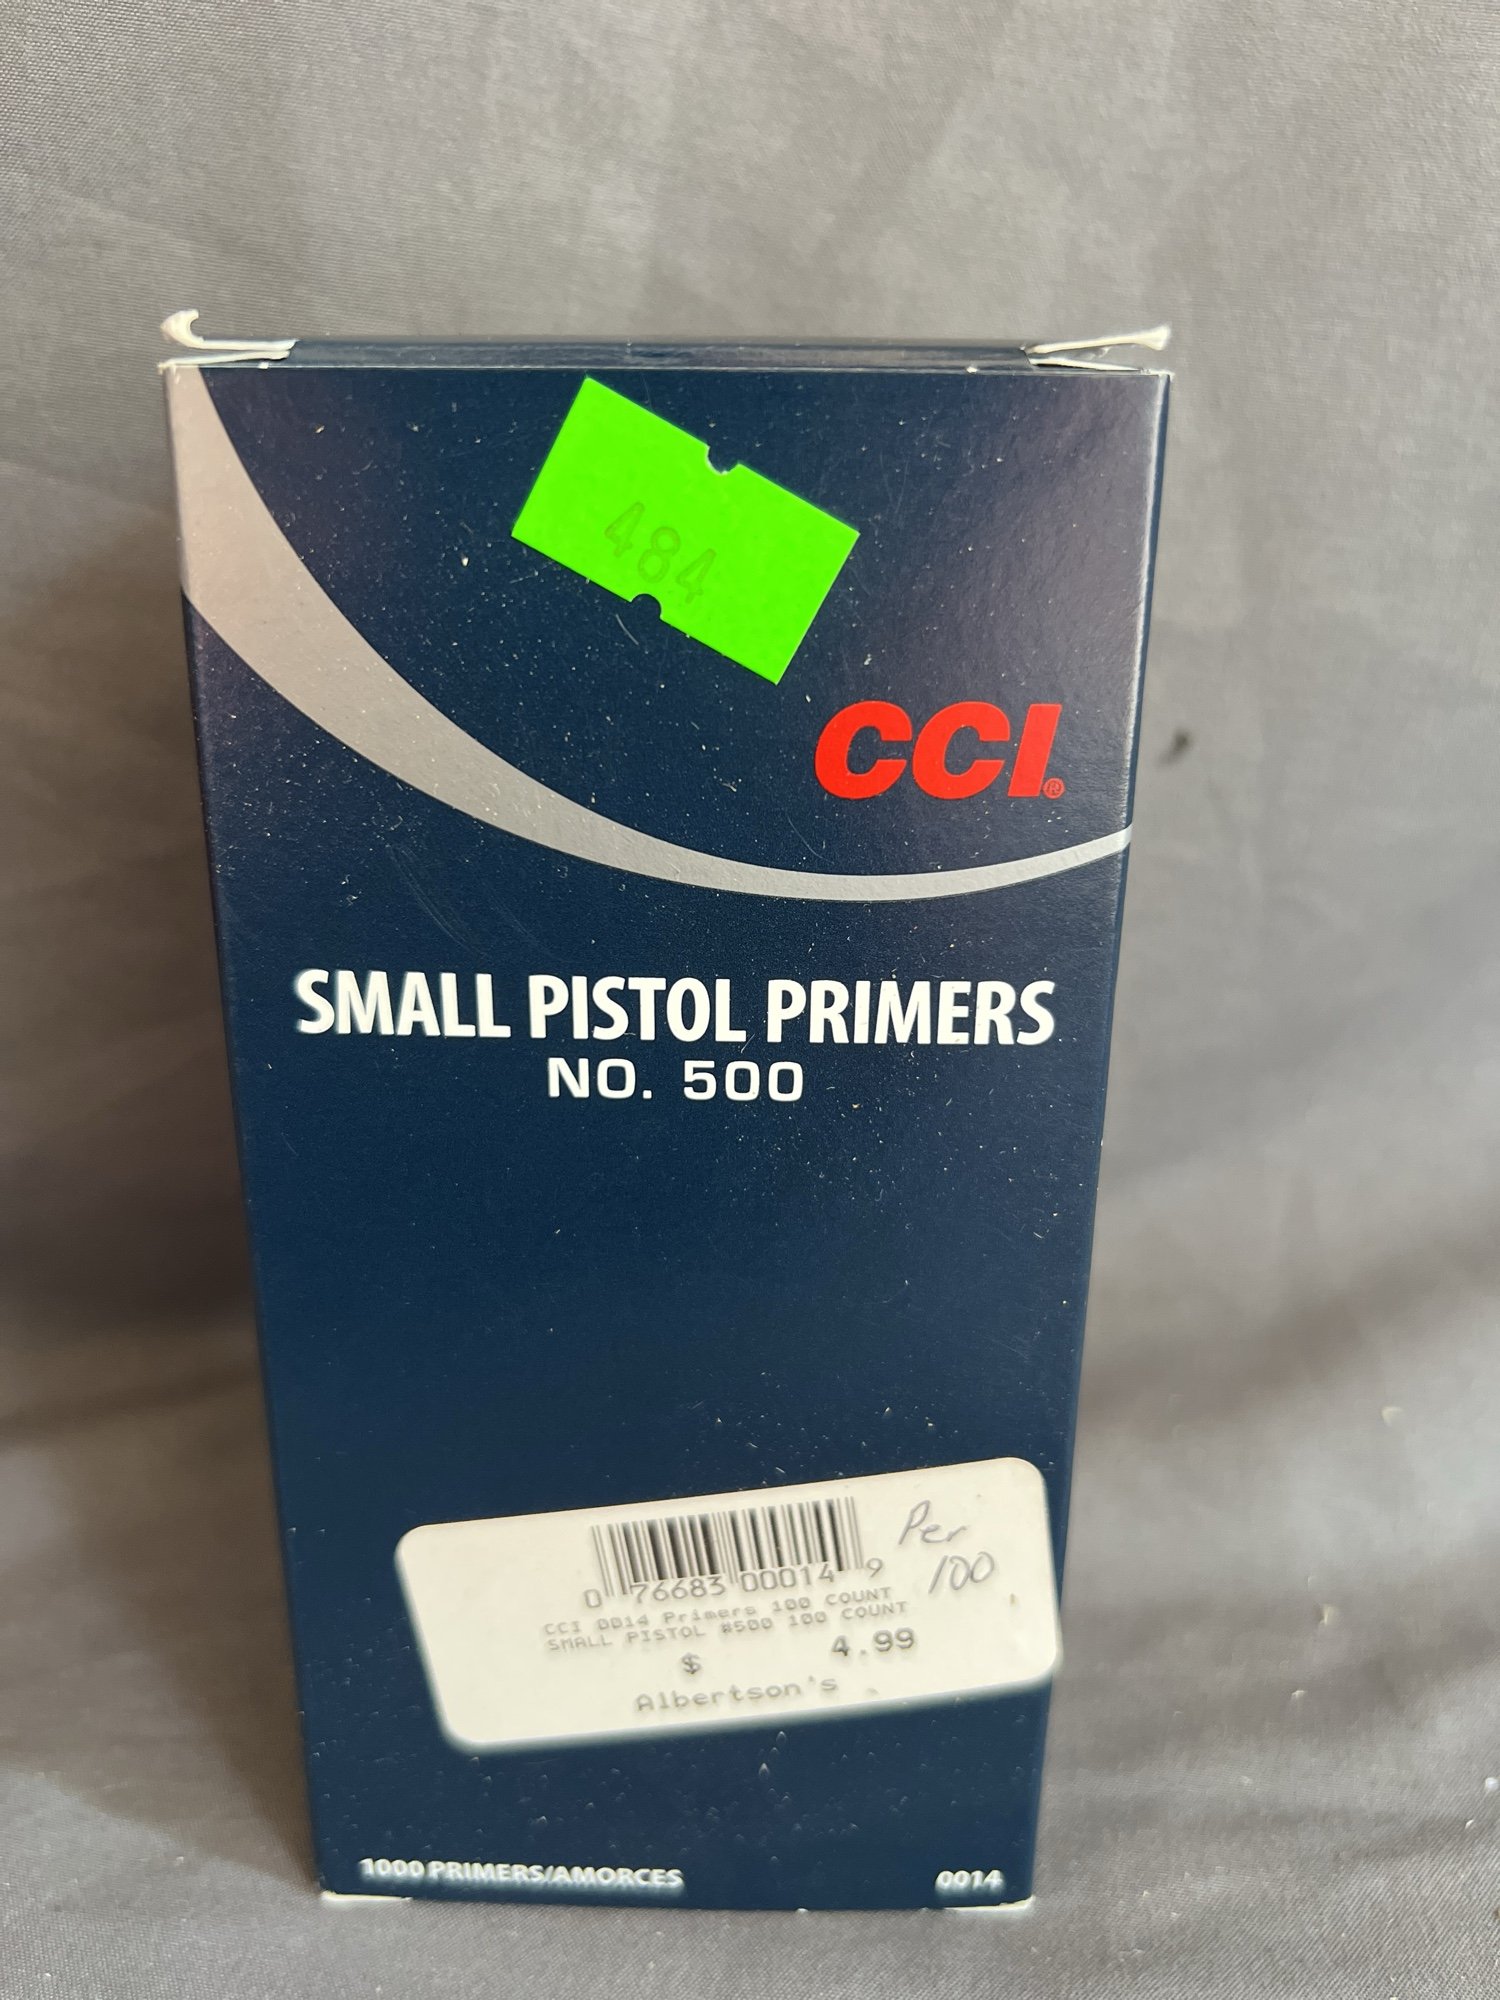 484
CCI®
SMALL PISTOL PRIMERS
NO. 500
Per
100
0 76683 00014 9
CCI 0014 Primers 100 COUNT
SMALL PISTOL #500 100 COUNT
$ 4.99
Albertson's
1000 PRIMERS/AMORCES
0014